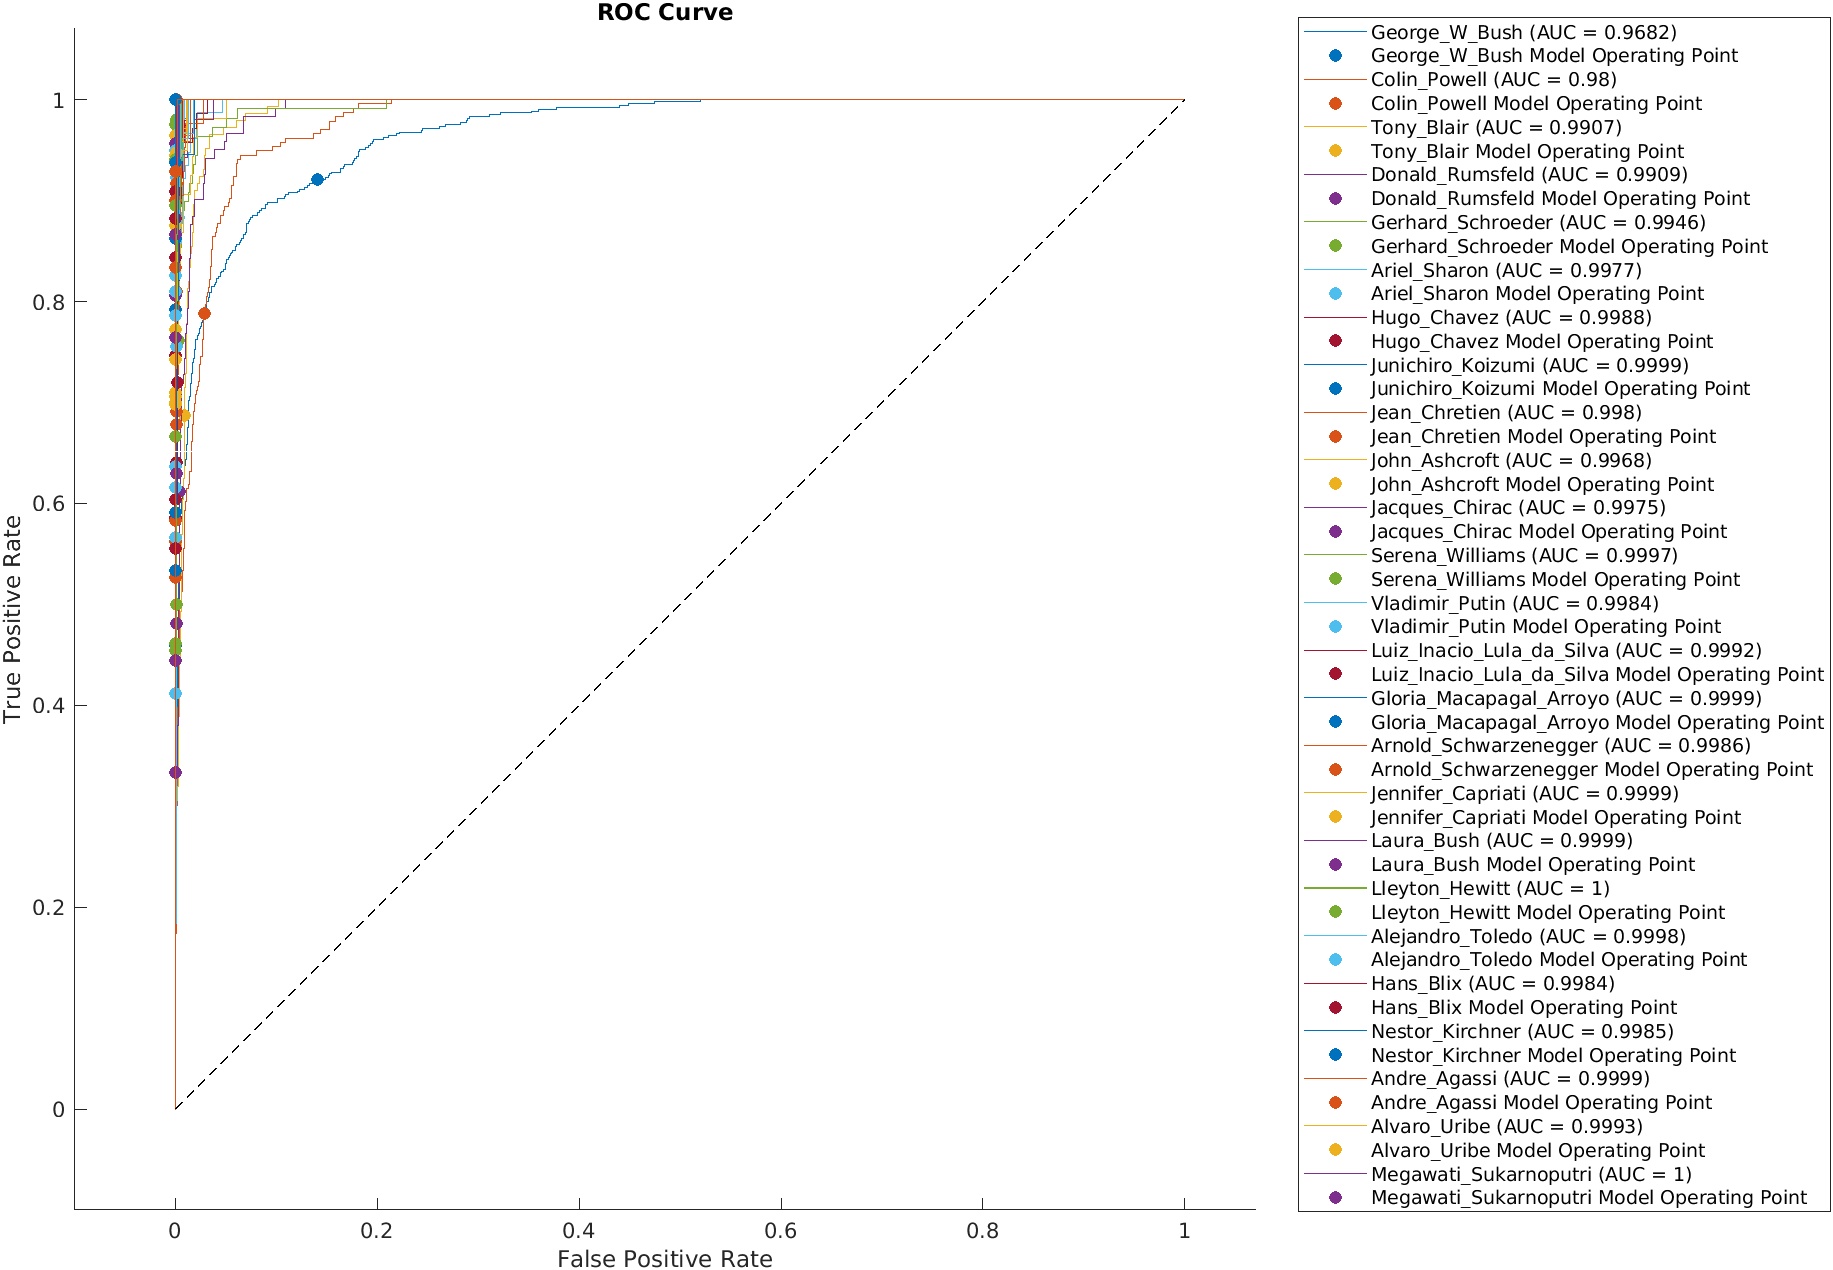 ROC Curve
1
0.8
0.6
0.4
0.2
0
True Positive Rate
0
0.2
0.4
0.6
0.8
1
False Positive Rate
George_W_Bush (AUC = 0.9682)
George_W_Bush Model Operating Point
Colin_Powell (AUC = 0.98)
Colin_Powell Model Operating Point
Tony_Blair (AUC = 0.9907)
Tony_Blair Model Operating Point
Donald_Rumsfeld (AUC = 0.9909)
Donald_Rumsfeld Model Operating Point
Gerhard_Schroeder (AUC = 0.9946)
Gerhard_Schroeder Model Operating Point
Ariel_Sharon (AUC = 0.9977)
Ariel_Sharon Model Operating Point
Hugo_Chavez (AUC = 0.9988)
Hugo_Chavez Model Operating Point
Junichiro_Koizumi (AUC = 0.9999)
Junichiro_Koizumi Model Operating Point
Jean_Chretien (AUC = 0.998)
Jean_Chretien Model Operating Point
John_Ashcroft (AUC = 0.9968)
John_Ashcroft Model Operating Point
Jacques_Chirac (AUC = 0.9975)
Jacques_Chirac Model Operating Point
Serena_Williams (AUC = 0.9997)
Serena_Williams Model Operating Point
Vladimir_Putin (AUC = 0.9984)
Vladimir_Putin Model Operating Point
Luiz_Inacio_Lula_da_Silva (AUC = 0.9992)
Luiz_Inacio_Lula_da_Silva Model Operating Point
Gloria_Macapagal_Arroyo (AUC = 0.9999)
Gloria_Macapagal_Arroyo Model Operating Point
Arnold_Schwarzenegger (AUC = 0.9986)
Arnold_Schwarzenegger Model Operating Point
Jennifer_Capriati (AUC = 0.9999)
Jennifer_Capriati Model Operating Point
Laura_Bush (AUC = 0.9999)
Laura_Bush Model Operating Point
Lleyton_Hewitt (AUC = 1)
Lleyton_Hewitt Model Operating Point
Alejandro_Toledo (AUC = 0.9998)
Alejandro_Toledo Model Operating Point
Hans_Blix (AUC = 0.9984)
Hans_Blix Model Operating Point
Nestor_Kirchner (AUC = 0.9985)
Nestor_Kirchner Model Operating Point
Andre_Agassi (AUC = 0.9999)
Andre_Agassi Model Operating Point
Alvaro_Uribe (AUC = 0.9993)
Alvaro_Uribe Model Operating Point
Megawati_Sukarnoputri (AUC = 1)
Megawati_Sukarnoputri Model Operating Point